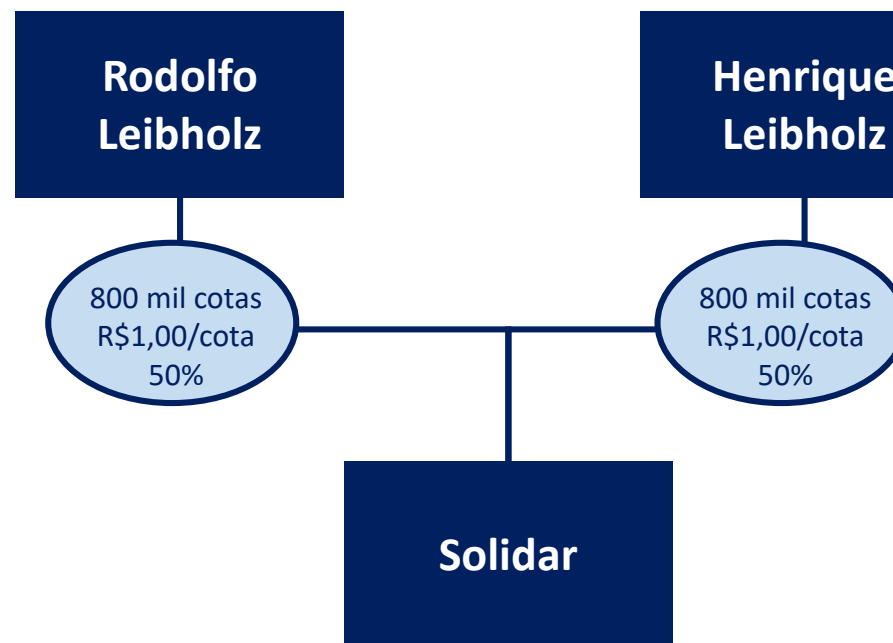 Rodolfo
Leibholz
Henrique
Leibholz
800 mil cotas
R$1,00/cota
50%
800 mil cotas
R$1,00/cota
50%
Solidar